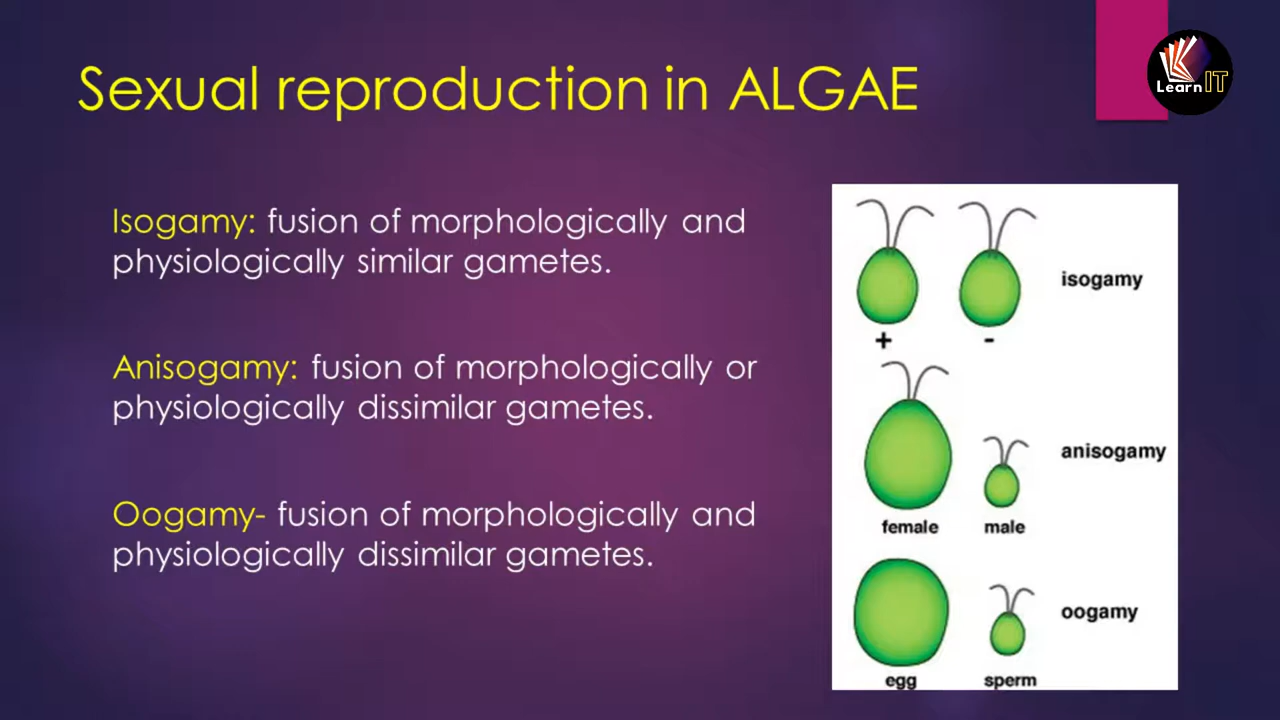 Sexual reproduction in ALGAE
Learn IT
Isogamy: fusion of morphologically and
physiologically similar gametes.
Anisogamy: fusion of morphologically or
physiologically dissimilar gametes.
Oogamy- fusion of morphologically and
physiologically dissimilar gametes.
isogamy
+ -
anisogamy
female male
oogamy
egg sperm